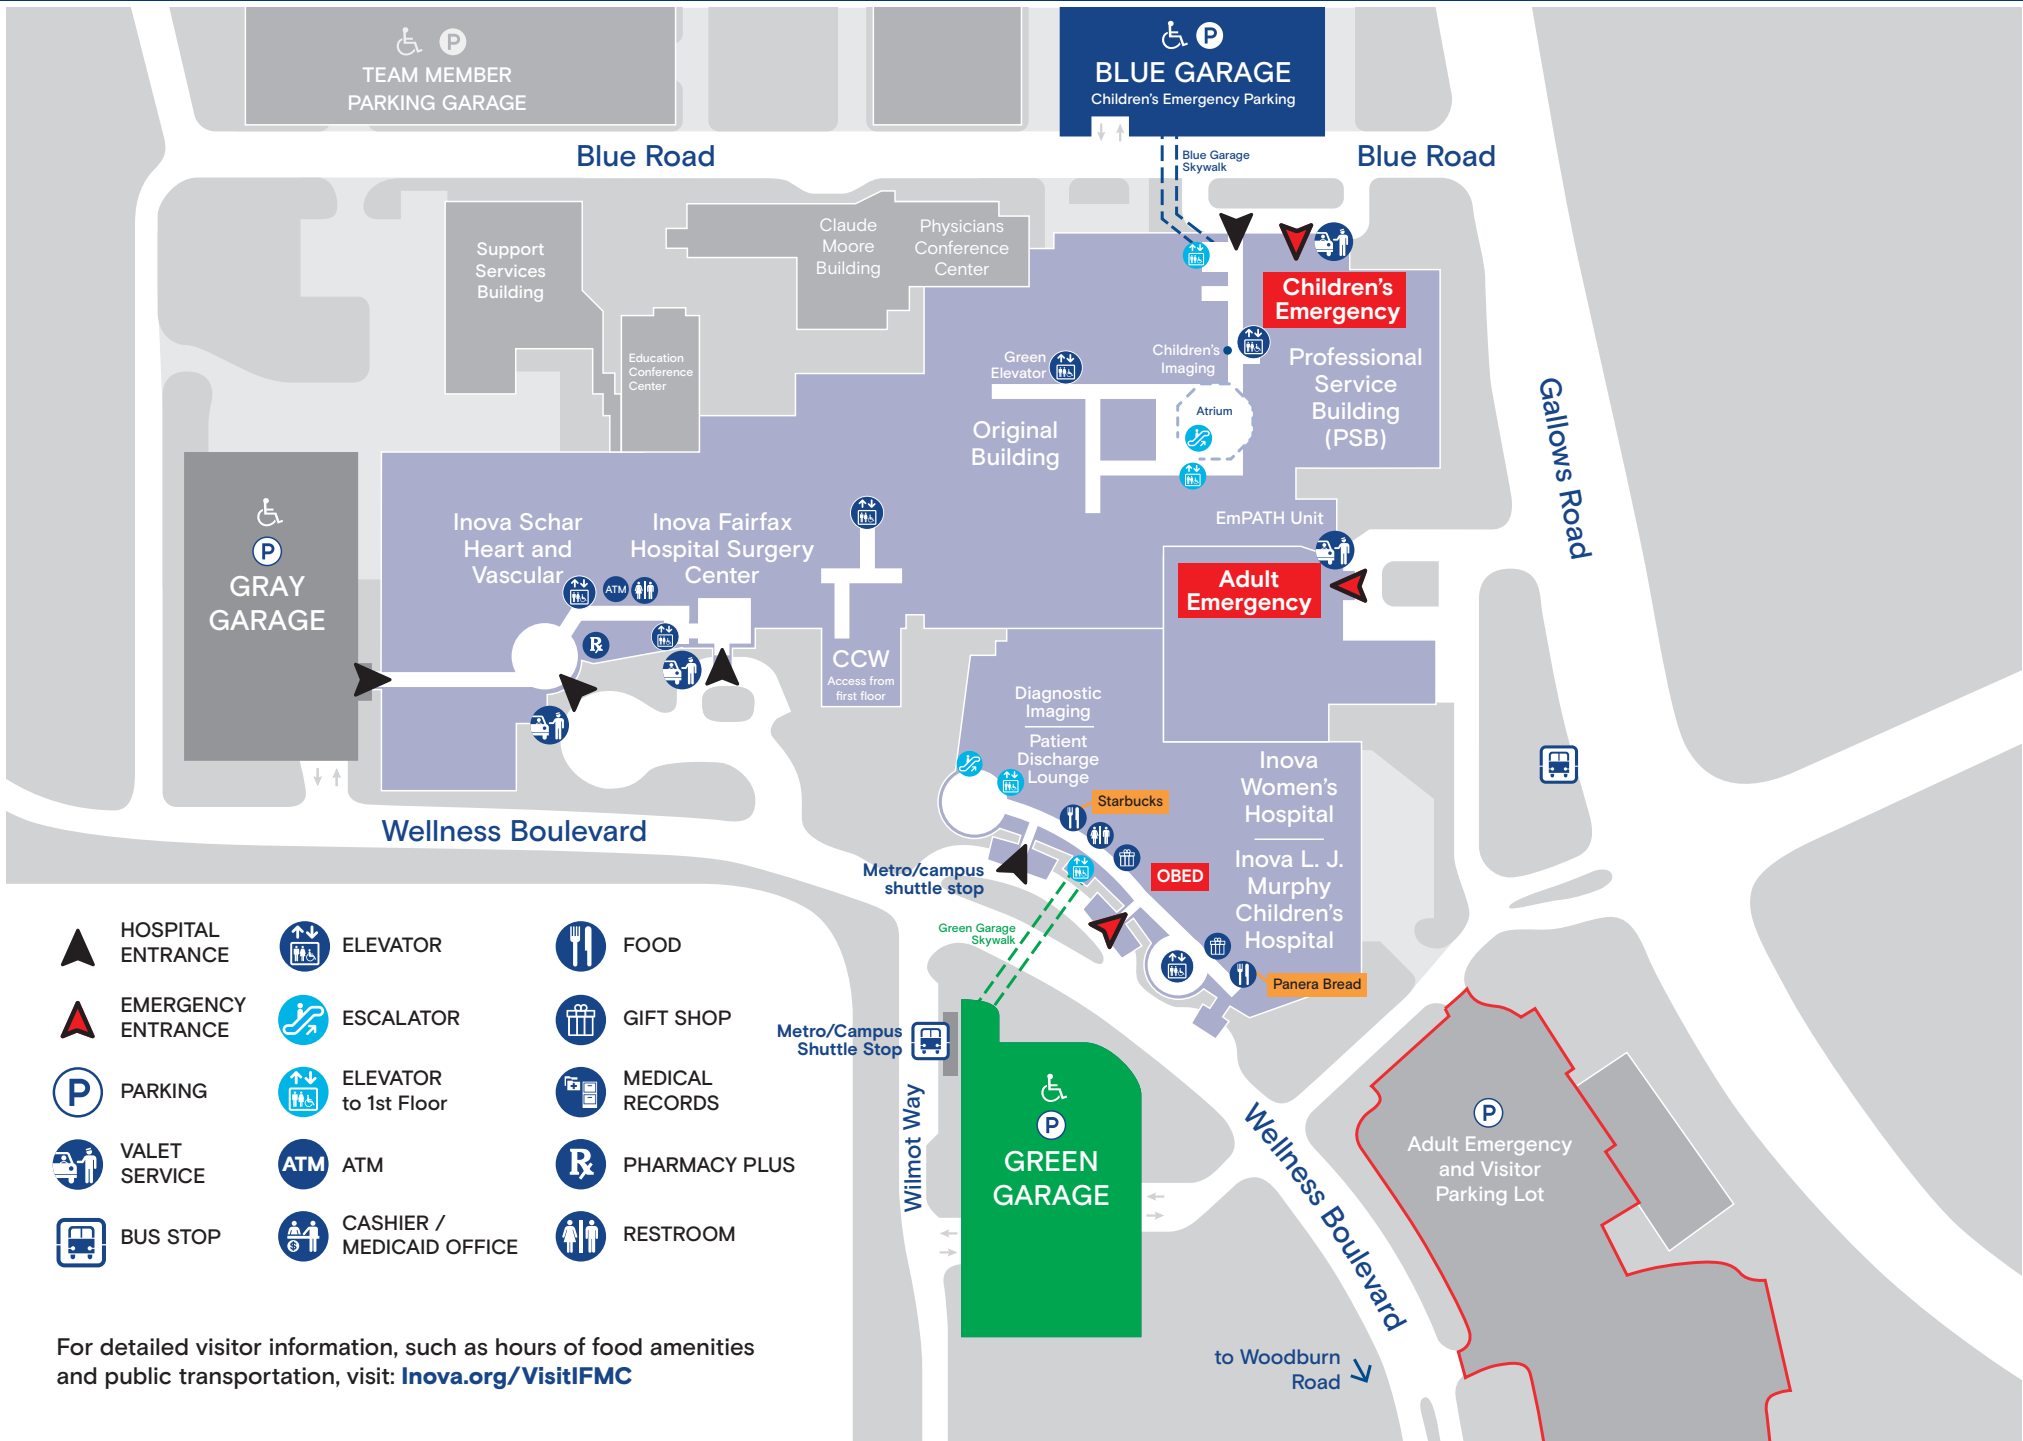 TEAM MEMBER
PARKING GARAGE
P
P
BLUE GARAGE
Children's Emergency Parking
Blue Road
Blue Garage
Skywalk
Blue Road
Support
Services
Building
Claude
Moore
Building
Physicians
Conference
Center
Children's
Emergency
Education
Conference
Center
Green
Elevator
Children's
Imaging
Professional
Service
Building
(PSB)
Atrium
Original
Building
Gallows Road
P
GRAY
GARAGE
Inova Schar
Heart and
Vascular
Inova Fairfax
Hospital Surgery
Center
ATM
EmPATH Unit
Adult
Emergency
Rx
CCW
Access from
first floor
Diagnostic
Imaging
Patient
Discharge
Lounge
Inova
Women's
Hospital
Inova L. J.
Murphy
Children's
Hospital
Starbucks
OBED
Panera Bread
Wellness Boulevard
Metro/campus
shuttle stop
Green Garage
Skywalk
Metro/Campus
Shuttle Stop
Wilmot Way
P
GREEN
GARAGE
Wellness Boulevard
P
Adult Emergency
and Visitor
Parking Lot
to Woodburn
Road
HOSPITAL
ENTRANCE
ELEVATOR
FOOD
EMERGENCY
ENTRANCE
ESCALATOR
GIFT SHOP
P
PARKING
ELEVATOR
to 1st Floor
MEDICAL
RECORDS
VALET
SERVICE
ATM
ATM
Rx
PHARMACY PLUS
BUS STOP
$
CASHIER /
MEDICAID OFFICE
RESTROOM
For detailed visitor information, such as hours of food amenities
and public transportation, visit: Inova.org/VisitIFMC